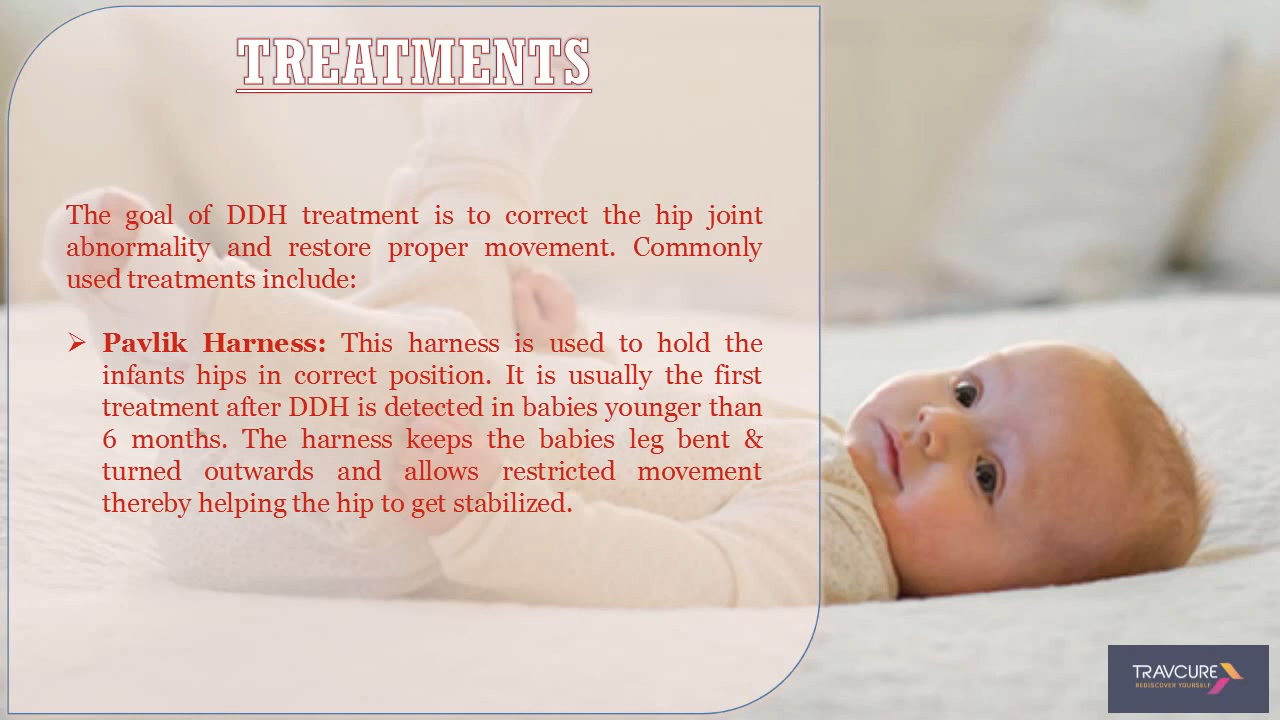 TREATMENTS
The goal of DDH treatment is to correct the hip joint
abnormality and restore proper movement. Commonly
used treatments include:
➢ Pavlik Harness: This harness is used to hold the
infants hips in correct position. It is usually the first
treatment after DDH is detected in babies younger than
6 months. The harness keeps the babies leg bent &
turned outwards and allows restricted movement
thereby helping the hip to get stabilized.
TRAVCURE
REDISCOVER YOURSELF